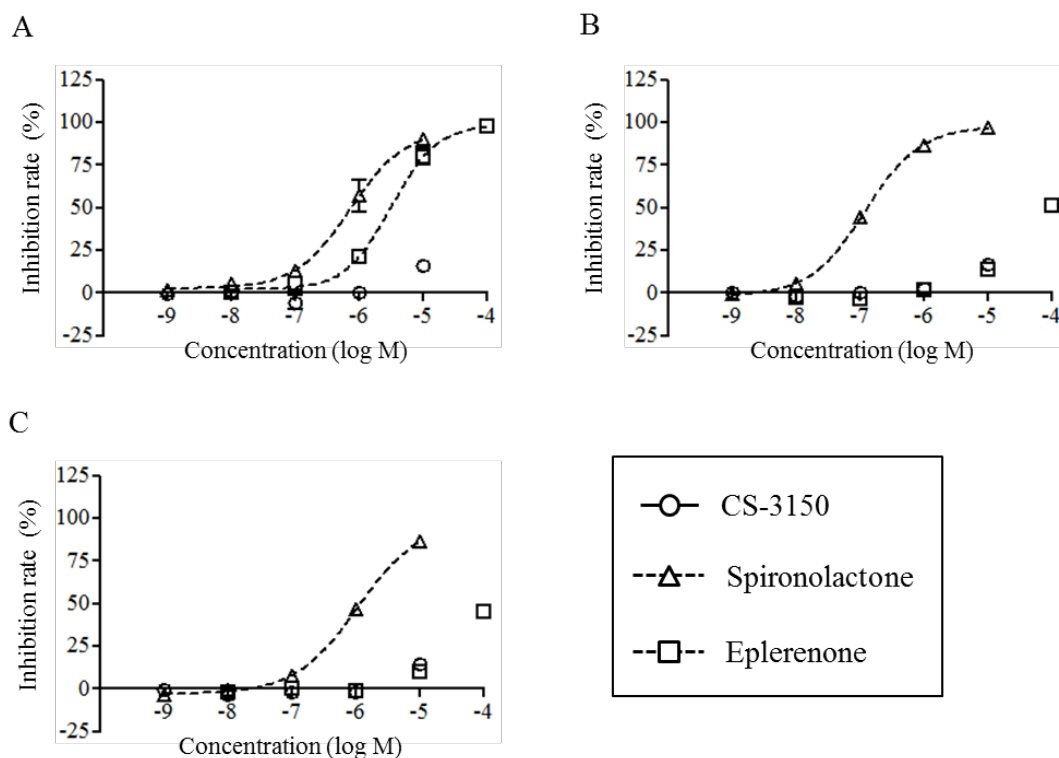 A
125
100
75
50
25
0
-25
Inhibition rate (%)
-9 -8 -7 -6 -5 -4
Concentration (log M)
B
125
100
75
50
25
0
-25
Inhibition rate (%)
-9 -8 -7 -6 -5 -4
Concentration (log M)
C
125
100
75
50
25
0
-25
Inhibition rate (%)
-9 -8 -7 -6 -5 -4
Concentration (log M)
CS-3150
Spironolactone
Eplerenone